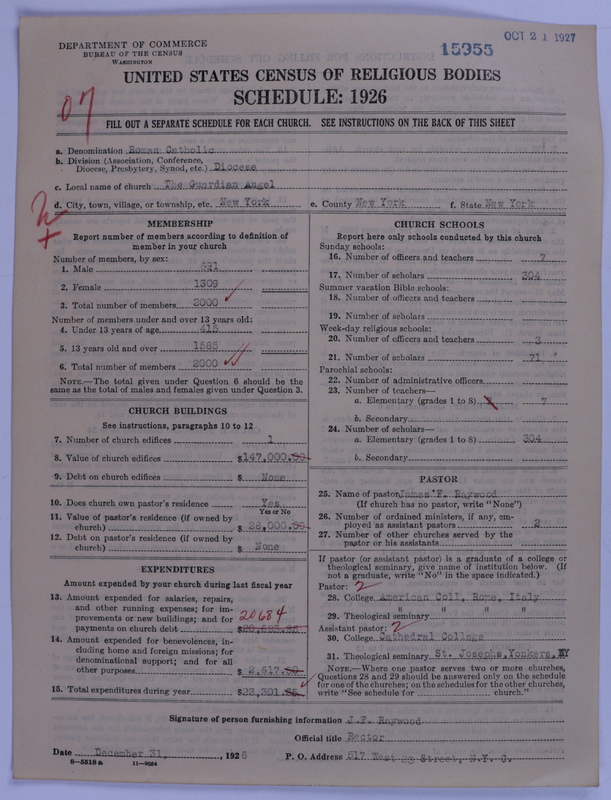 DEPARTMENT OF COMMERCE
BUREAU OF THE CENSUS
WASHINGTON
15955
OCT 21 1927
UNITED STATES CENSUS OF RELIGIOUS BODIES
SCHEDULE: 1926
07
FILL OUT A SEPARATE SCHEDULE FOR EACH CHURCH. SEE INSTRUCTIONS ON THE BACK OF THIS SHEET
a. Denomination Roman Catholic
b. Division (Association, Conference,
Diocese, Presbytery, Synod, etc.) Diocese
c. Local name of church The Guardian Angel
d. City, town, village, or township, etc. New York e. County New York f. State New York
MEMBERSHIP
Report number of members according to definition of
member in your church
Number of members, by sex:
1. Male 691
2. Female 1309
3. Total number of members 2000
Number of members under and over 13 years old:
4. Under 13 years of age 415
5. 13 years old and over 1585
6. Total number of members 2000
NOTE.—The total given under Question 6 should be the
same as the total of males and females given under Question 3.
CHURCH BUILDINGS
See instructions, paragraphs 10 to 12
7. Number of church edifices 1
8. Value of church edifices $147,000.00
9. Debt on church edifices $ None
10. Does church own pastor's residence Yes
Yes or No
11. Value of pastor's residence (if owned by
church) $ 28,000.00
12. Debt on pastor's residence (if owned by
church) $ None
EXPENDITURES
Amount expended by your church during last fiscal year
13. Amount expended for salaries, repairs,
and other running expenses; for im-
provements or new buildings; and for 20684
payments on church debt $
14. Amount expended for benevolences, in-
cluding home and foreign missions; for
denominational support; and for all
other purposes $ 2,617.
15. Total expenditures during year $23,301.
CHURCH SCHOOLS
Report here only schools conducted by this church
Sunday schools:
16. Number of officers and teachers 7
17. Number of scholars 304
Summer vacation Bible schools:
18. Number of officers and teachers
19. Number of scholars
Week-day religious schools:
20. Number of officers and teachers 3
21. Number of scholars 71
Parochial schools:
22. Number of administrative officers
23. Number of teachers—
a. Elementary (grades 1 to 8) 7
b. Secondary
24. Number of scholars—
a. Elementary (grades 1 to 8) 304
b. Secondary
PASTOR
25. Name of pastor James F. Raywood
(If church has no pastor, write "None")
26. Number of ordained ministers, if any, em-
ployed as assistant pastors 2
27. Number of other churches served by the
pastor or his assistants
If pastor (or assistant pastor) is a graduate of a college or
theological seminary, give name of institution below. (If
not a graduate, write "No" in the space indicated.)
Pastor: 2
28. College American Coll, Rome, Italy
29. Theological seminary " " " "
Assistant pastor: 2
30. College Cathedral College
31. Theological seminary St. Josephs, Yonkers, NY
NOTE.—Where one pastor serves two or more churches,
Questions 28 and 29 should be answered only on the schedule
for one of the churches; on the schedules for the other churches,
write "See schedule for church."
Signature of person furnishing information J.F. Raywood
Official title Rector
Date December 31, 1926 P. O. Address 517 West 23 Street, N.Y. C.
8—5518 a 11—9054